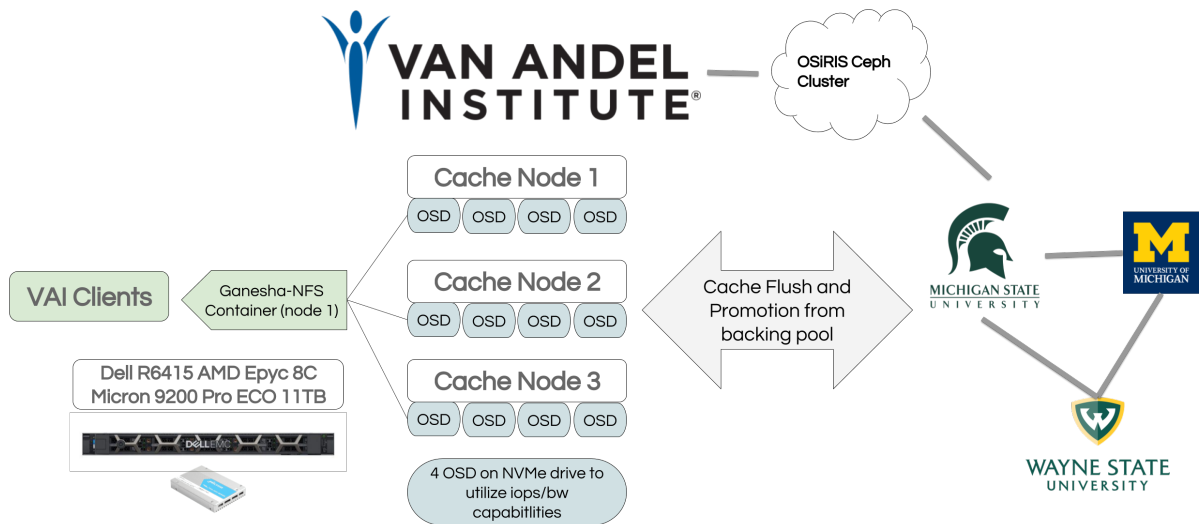 VAN ANDEL
INSTITUTE®
OSiRIS Ceph
Cluster
Cache Node 1
OSD OSD OSD OSD
Cache Node 2
OSD OSD OSD OSD
Cache Node 3
OSD OSD OSD OSD
4 OSD on NVMe drive to
utilize iops/bw
capabitlities
VAI Clients
Ganesha-NFS
Container (node 1)
Dell R6415 AMD Epyc 8C
Micron 9200 Pro ECO 11TB
DELLEMC
Cache Flush and
Promotion from
backing pool
MICHIGAN STATE
UNIVERSITY
M
UNIVERSITY OF
MICHIGAN
W
WAYNE STATE
UNIVERSITY